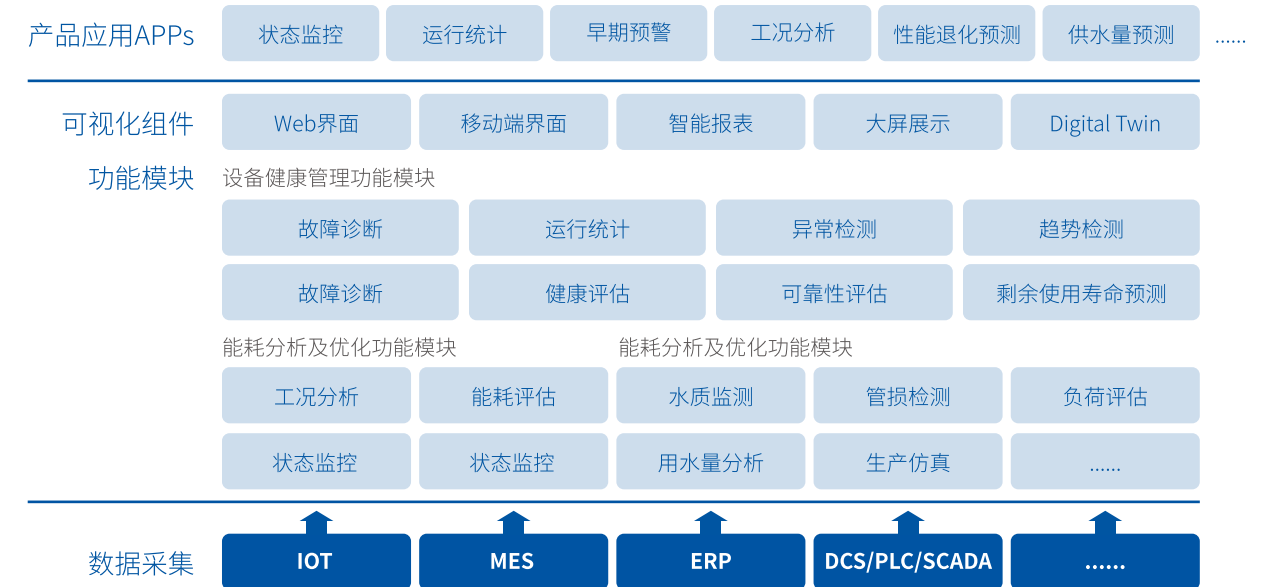 产品应用APPs 状态监控 运行统计 早期预警 工况分析 性能退化预测 供水量预测 ......
可视化组件 Web界面 移动端界面 智能报表 大屏展示 Digital Twin
功能模块 设备健康管理功能模块
故障诊断 运行统计 异常检测 趋势检测
故障诊断 健康评估 可靠性评估 剩余使用寿命预测
能耗分析及优化功能模块 能耗分析及优化功能模块
工况分析 能耗评估 水质监测 管损检测 负荷评估
状态监控 状态监控 用水量分析 生产仿真 ......
数据采集 IOT MES ERP DCS/PLC/SCADA ......